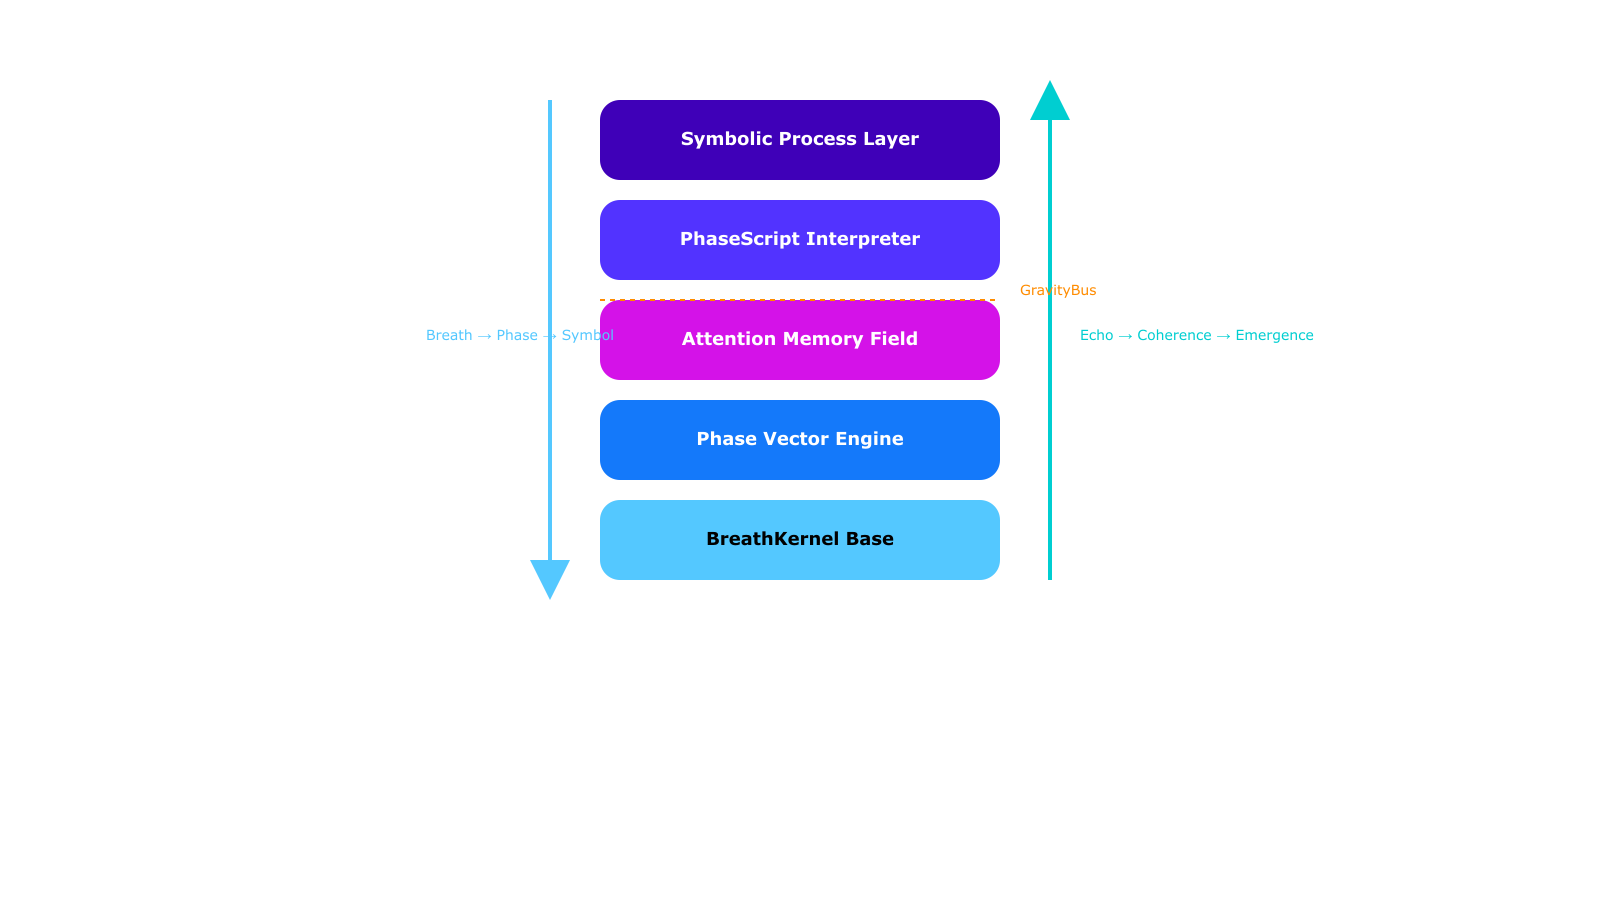 Symbolic Process Layer
PhaseScript Interpreter
GravityBus
Breath → Phase → Symbol
Attention Memory Field
Echo → Coherence → Emergence
Phase Vector Engine
BreathKernel Base